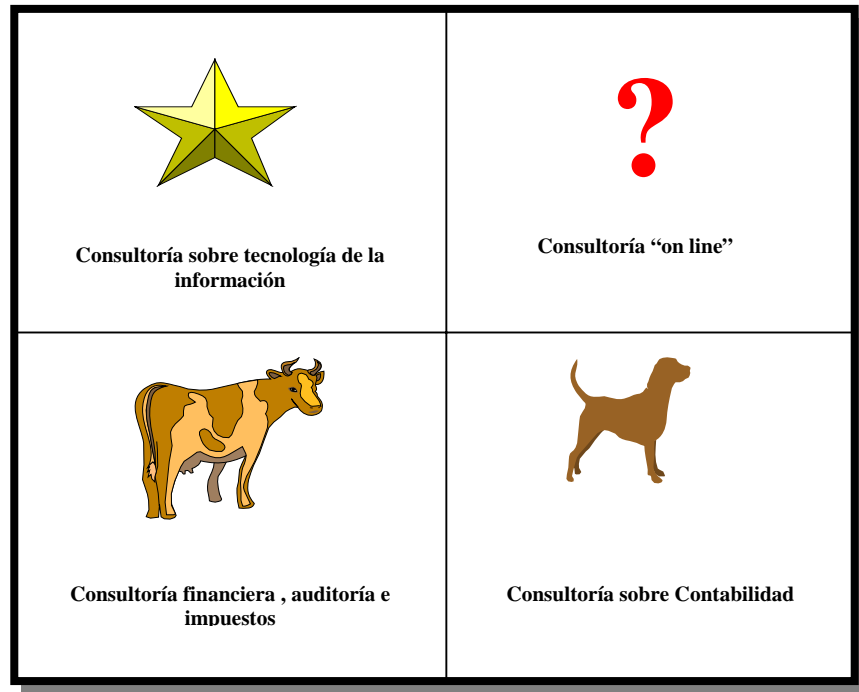 ?
Consultoría sobre tecnología de la
información
Consultoría “on line”
Consultoría financiera , auditoría e
impuestos
Consultoría sobre Contabilidad